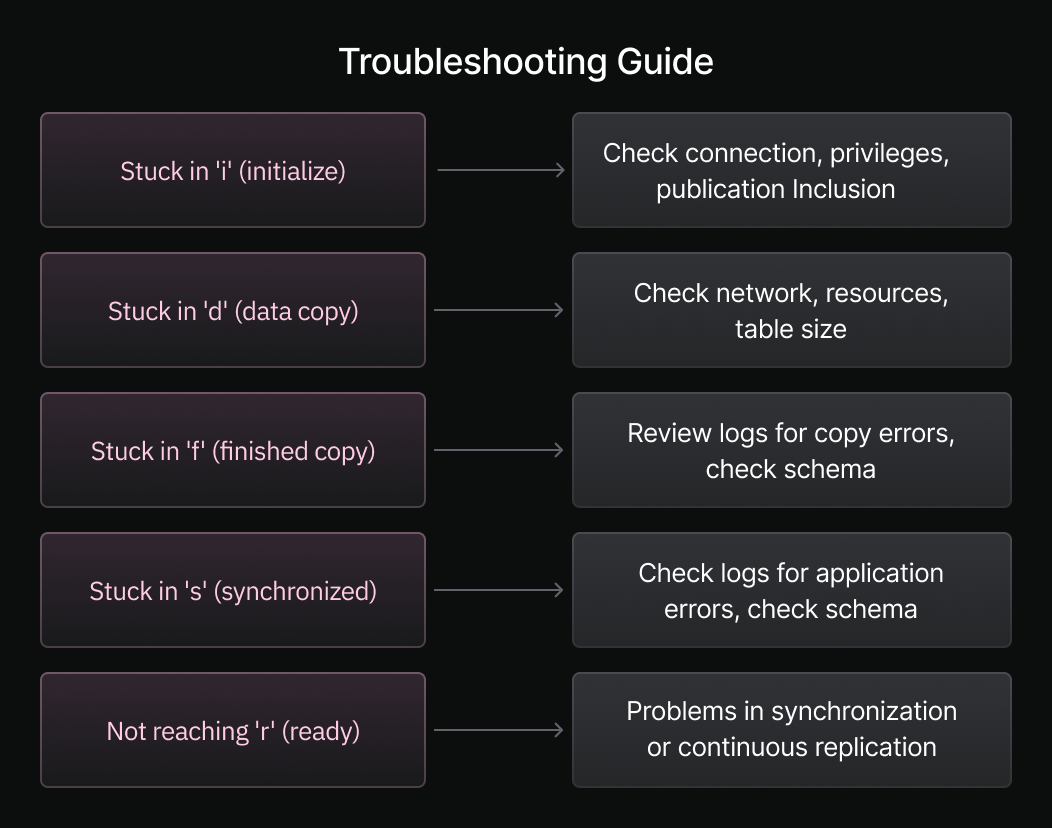 Troubleshooting Guide
Stuck in 'i' (initialize)
Check connection, privileges,
publication Inclusion
Stuck in 'd' (data copy)
Check network, resources,
table size
Stuck in 'f' (finished copy)
Review logs for copy errors,
check schema
Stuck in 's' (synchronized)
Check logs for application
errors, check schema
Not reaching 'r' (ready)
Problems in synchronization
or continuous replication